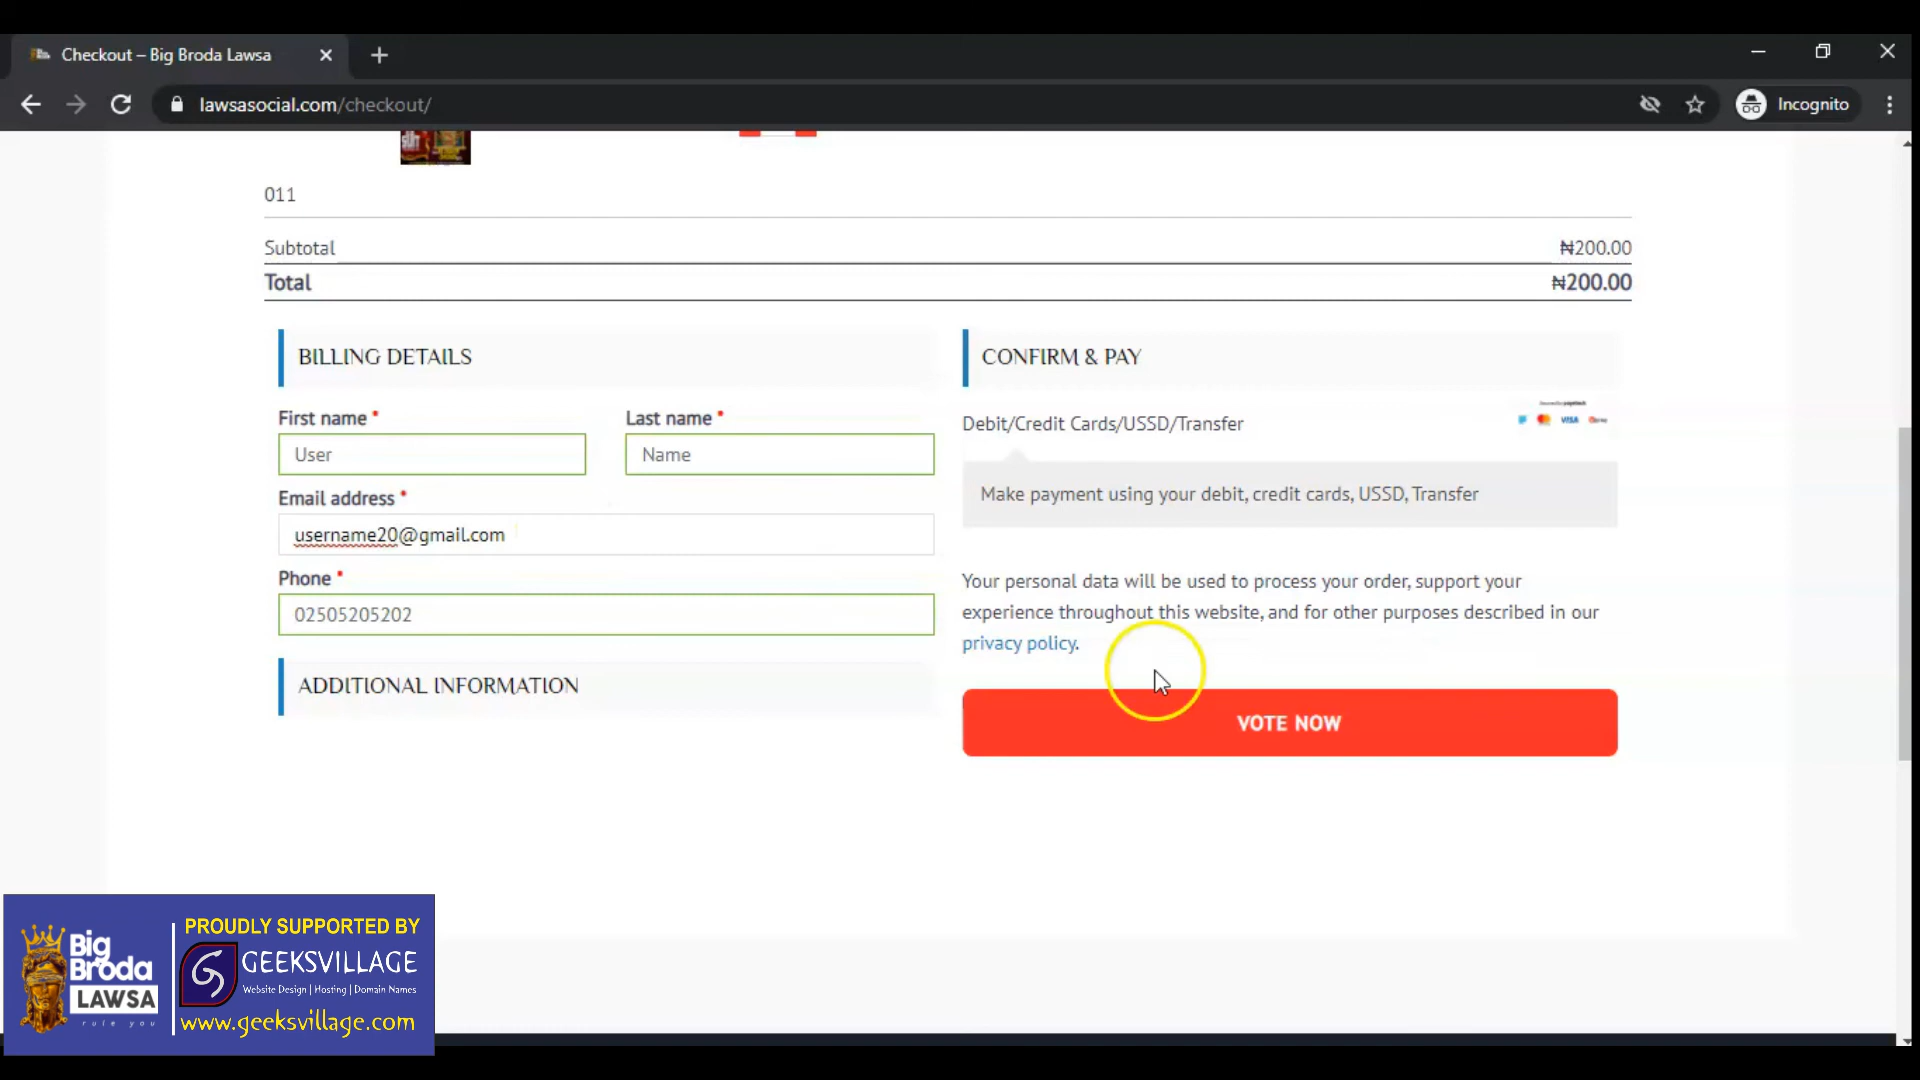 Checkout – Big Broda Lawsa
lawsasocial.com/checkout/
Incognito
SUIT
011
Subtotal ₦200.00
Total ₦200.00
BILLING DETAILS
First name * Last name *
User Name
Email address *
username20@gmail.com
Phone *
02505205202
ADDITIONAL INFORMATION
CONFIRM & PAY
Debit/Credit Cards/USSD/Transfer
VISA
Make payment using your debit, credit cards, USSD, Transfer
Your personal data will be used to process your order, support your
experience throughout this website, and for other purposes described in our
privacy policy.
VOTE NOW
Big
Broda
LAWSA
rule you
PROUDLY SUPPORTED BY
GEEKSVILLAGE
Website Design | Hosting | Domain Names
www.geeksvillage.com